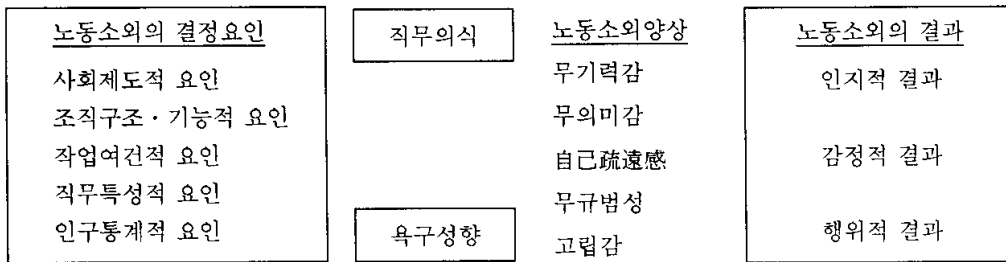 노동소외의 결정요인
사회제도적 요인
조직구조·기능적 요인
작업여건적 요인
직무특성적 요인
인구통계적 요인
직무의식
욕구성향
노동소외양상
무기력감
무의미감
自己疏遠感
무규범성
고립감
노동소외의 결과
인지적 결과
감정적 결과
행위적 결과